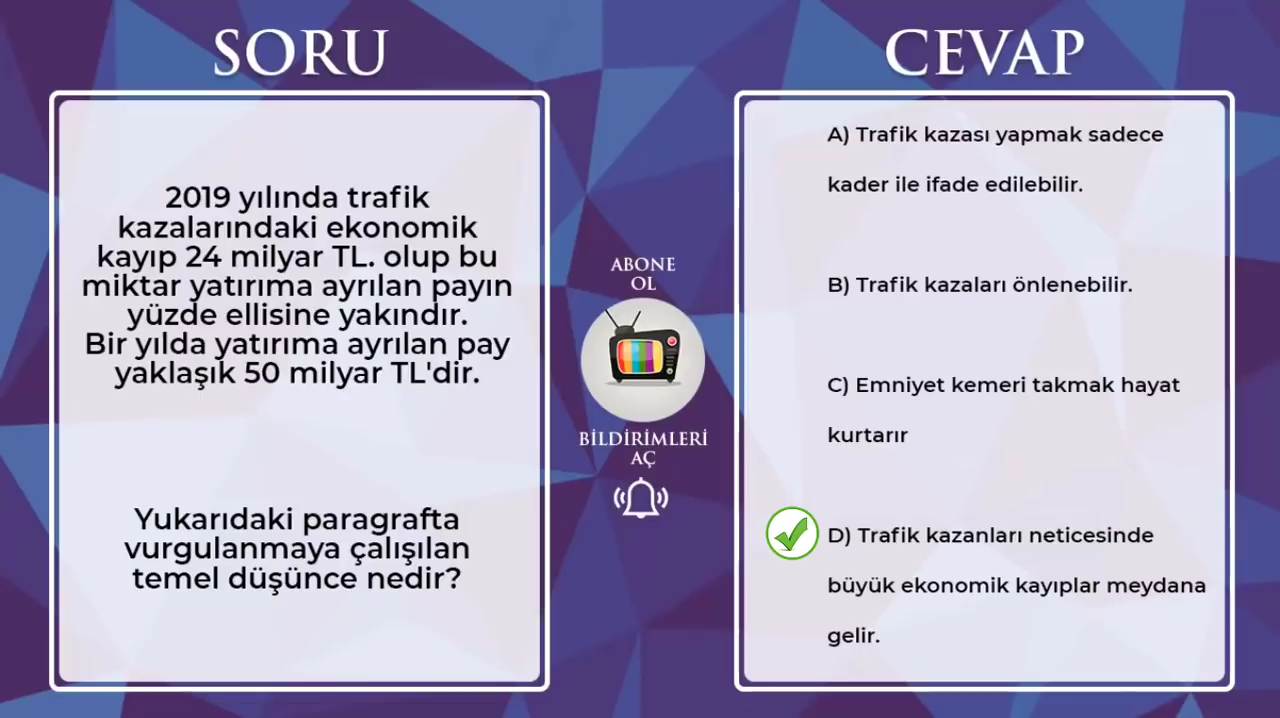 SORU
2019 yılında trafik
kazalarındaki ekonomik
kayıp 24 milyar TL. olup bu
miktar yatırıma ayrılan payın
yüzde ellisine yakındır.
Bir yılda yatırıma ayrılan pay
yaklaşık 50 milyar TL'dir.
Yukarıdaki paragrafta
vurgulanmaya çalışılan
temel düşünce nedir?
ABONE
OL
BİLDİRİMLERİ
AÇ
CEVAP
A) Trafik kazası yapmak sadece
kader ile ifade edilebilir.
B) Trafik kazaları önlenebilir.
C) Emniyet kemeri takmak hayat
kurtarır
D) Trafik kazanları neticesinde
büyük ekonomik kayıplar meydana
gelir.